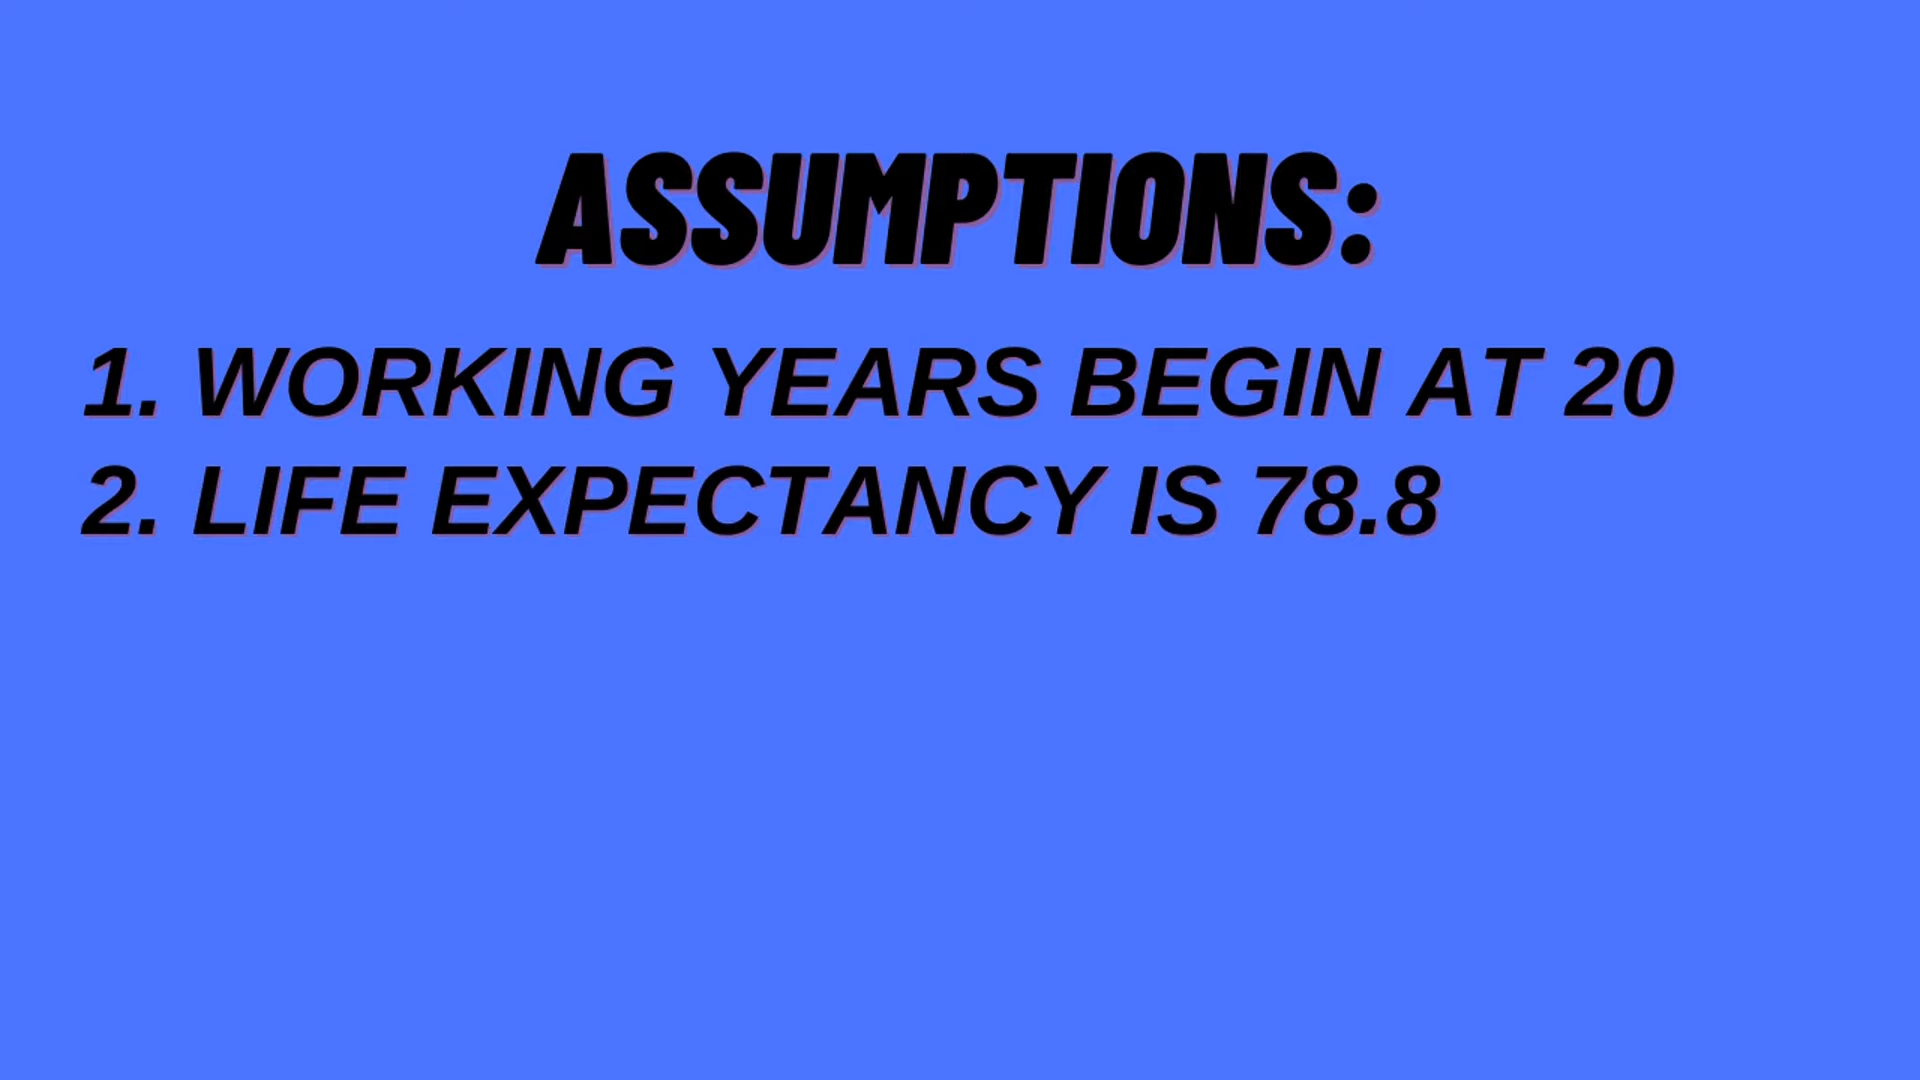 ASSUMPTIONS:
1. WORKING YEARS BEGIN AT 20
2. LIFE EXPECTANCY IS 78.8